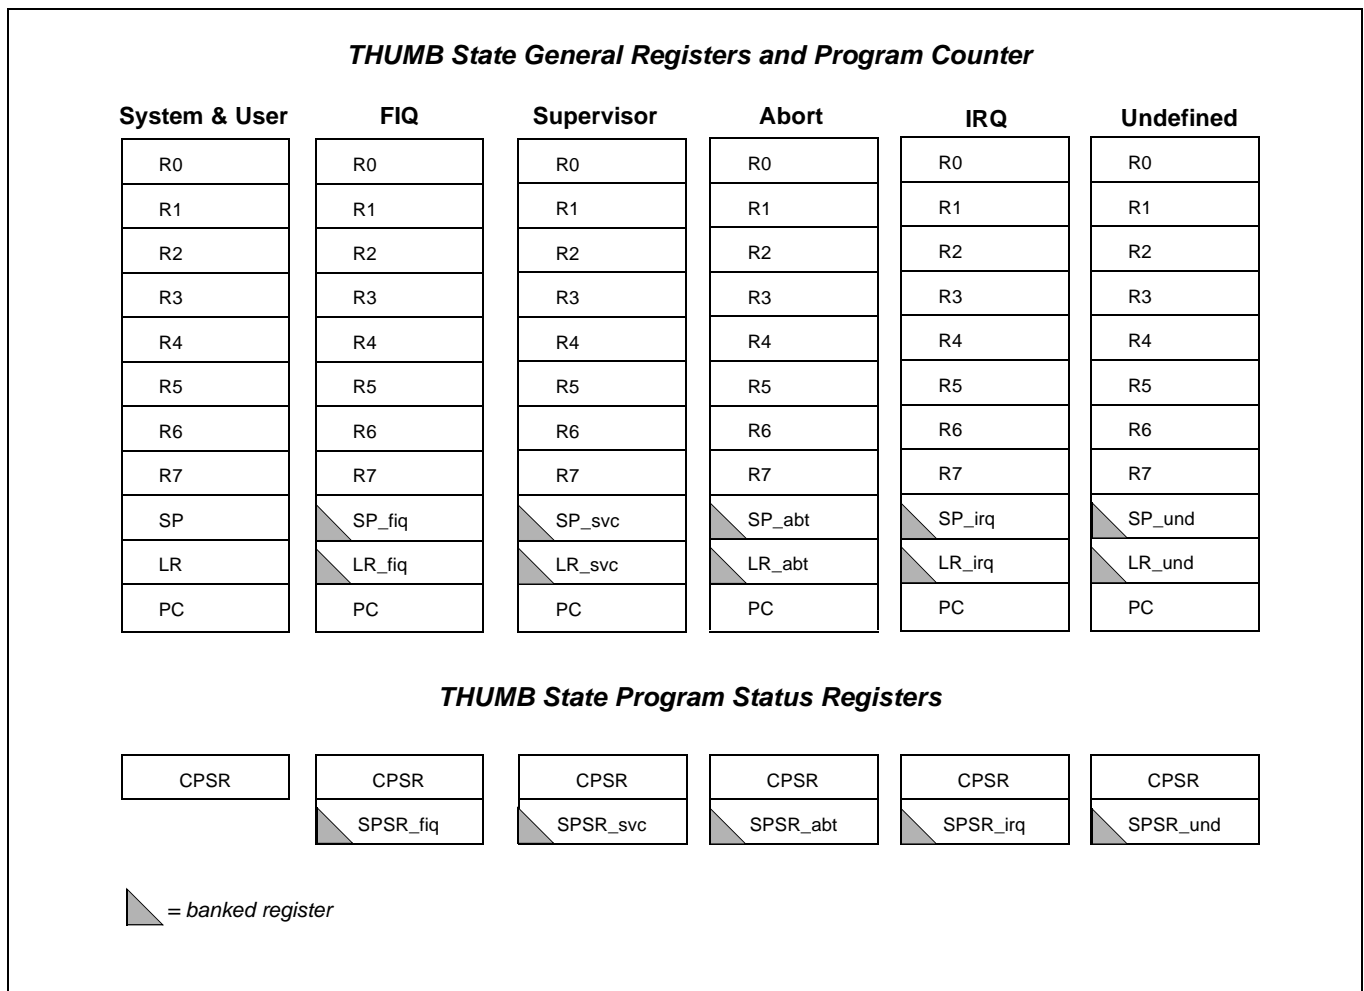 THUMB State General Registers and Program Counter
System & User FIQ Supervisor Abort IRQ Undefined
R0 R0 R0 R0 R0 R0
R1 R1 R1 R1 R1 R1
R2 R2 R2 R2 R2 R2
R3 R3 R3 R3 R3 R3
R4 R4 R4 R4 R4 R4
R5 R5 R5 R5 R5 R5
R6 R6 R6 R6 R6 R6
R7 R7 R7 R7 R7 R7
SP SP_fiq SP_svc SP_abt SP_irq SP_und
LR LR_fiq LR_svc LR_abt LR_irq LR_und
PC PC PC PC PC PC
THUMB State Program Status Registers
CPSR CPSR CPSR CPSR CPSR CPSR
SPSR_fiq SPSR_svc SPSR_abt SPSR_irq SPSR_und
= banked register